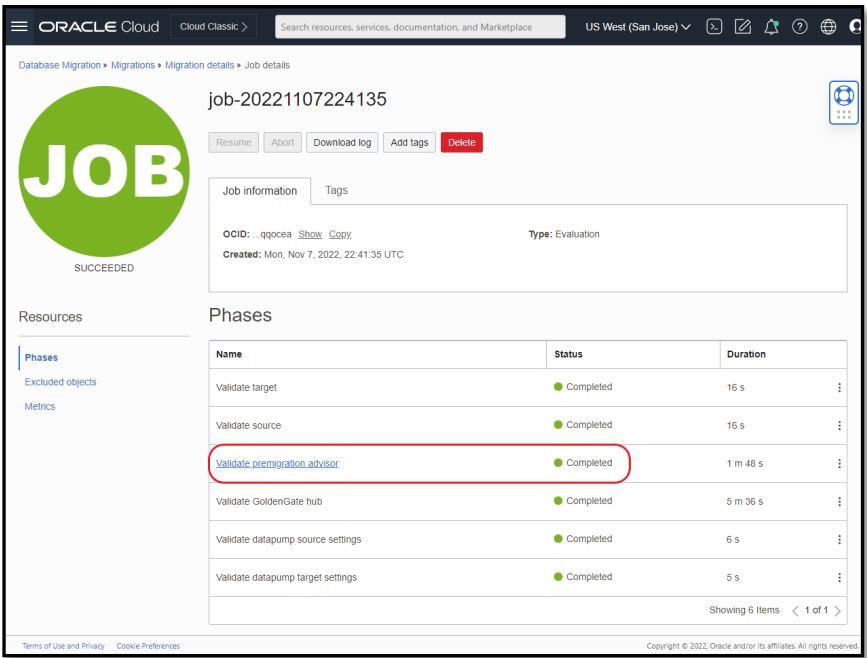 ORACLE Cloud Cloud Classic > Search resources, services, documentation, and Marketplace US West (San Jose)
Database Migration » Migrations » Migration details » Job details
JOB
SUCCEEDED
job-20221107224135
Resume Abort Download log Add tags Delete
Job information Tags
OCID: ...qqocea Show Copy Type: Evaluation
Created: Mon, Nov 7, 2022, 22:41:35 UTC
Resources
Phases
Excluded objects
Metrics
Phases
Name Status Duration
Validate target Completed 16 s
Validate source Completed 16 s
Validate premigration advisor Completed 1 m 48 s
Validate GoldenGate hub Completed 5 m 36 s
Validate datapump source settings Completed 6 s
Validate datapump target settings Completed 5 s
Showing 6 Items < 1 of 1 >
Terms of Use and Privacy Cookie Preferences Copyright © 2022, Oracle and/or its affiliates. All rights reserved.